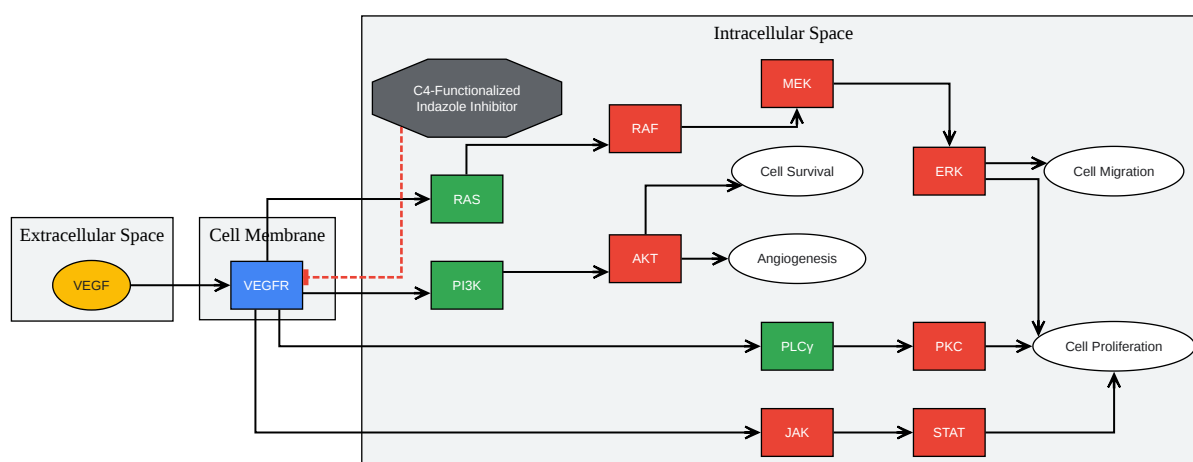 Intracellular Space
C4-Functionalized
Indazole Inhibitor
MEK
RAF
Cell Survival
ERK
Cell Migration
RAS
Extracellular Space
Cell Membrane
VEGF
VEGFR
PI3K
AKT
Angiogenesis
PLCγ
PKC
Cell Proliferation
JAK
STAT